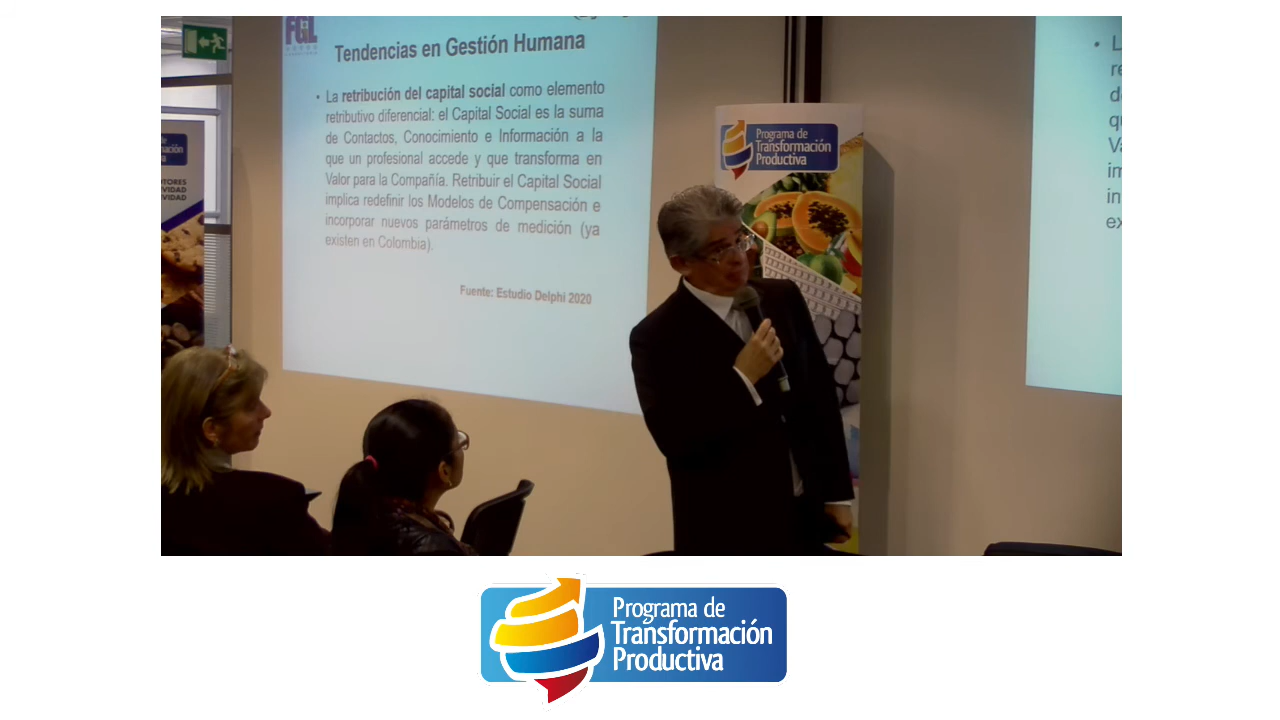 FGL
Tendencias en Gestión Humana
• La retribución del capital social como elemento
retributivo diferencial: el Capital Social es la suma
de Contactos, Conocimiento e Información a la
que un profesional accede y que transforma en
Valor para la Compañía. Retribuir el Capital Social
implica redefinir los Modelos de Compensación e
incorporar nuevos parámetros de medición (ya
existen en Colombia).
Fuente: Estudio Delphi 2020
Programa de
Transformación
Productiva
Programa de
Transformación
Productiva